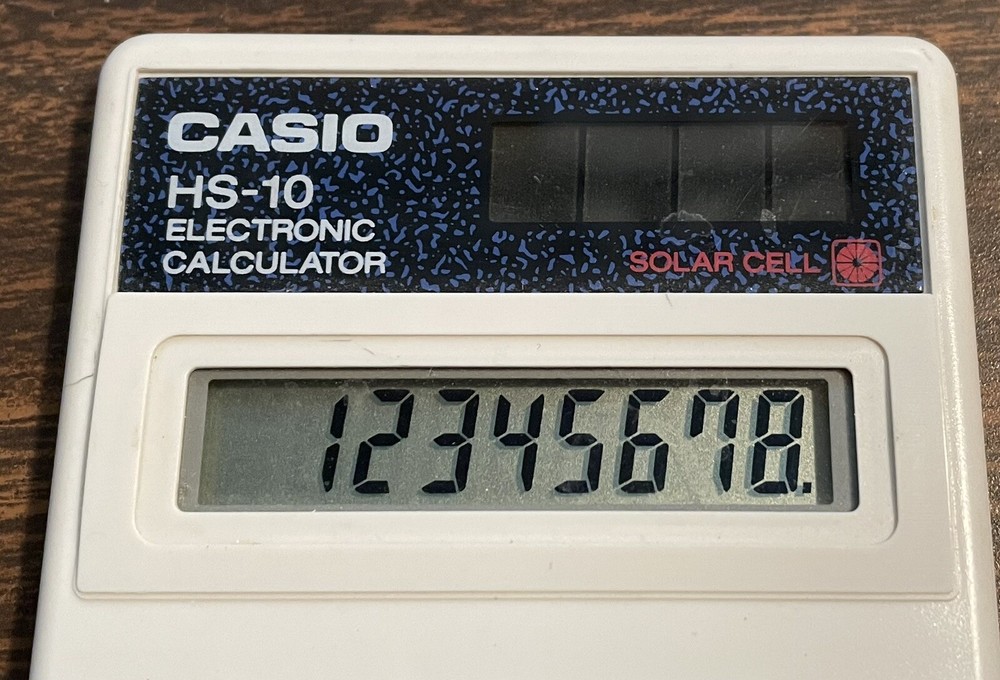 CASIO
HS-10
ELECTRONIC
CALCULATOR
SOLAR CELL
12345678.